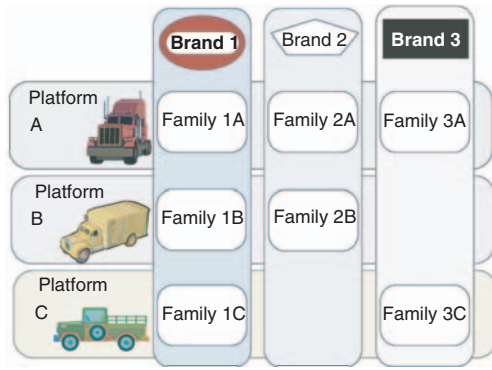 Brand 1 Brand 2 Brand 3
Platform
A
Family 1A Family 2A Family 3A
Platform
B
Family 1B Family 2B
Platform
C
Family 1C Family 3C